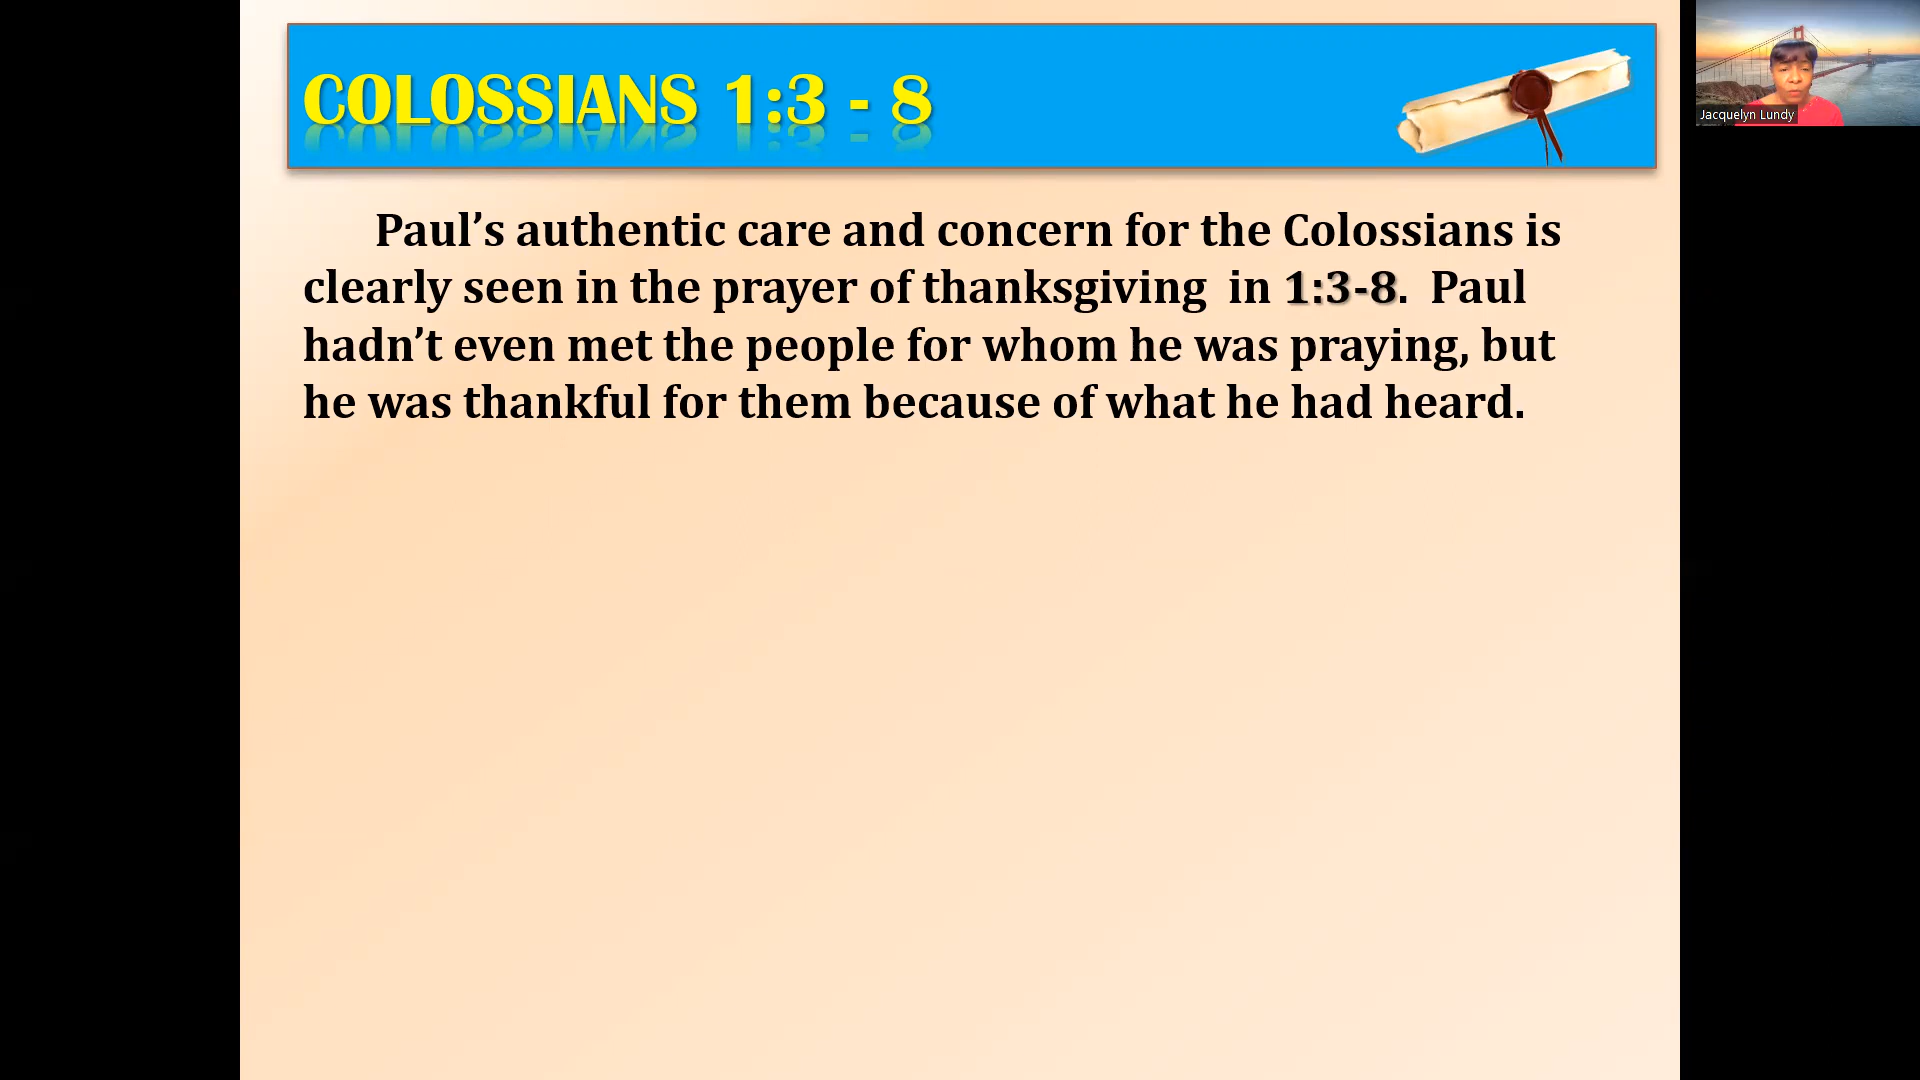 COLOSSIANS 1:3 - 8
Jacquelyn Lundy
Paul’s authentic care and concern for the Colossians is
clearly seen in the prayer of thanksgiving  in 1:3-8.  Paul
hadn’t even met the people for whom he was praying, but
he was thankful for them because of what he had heard.